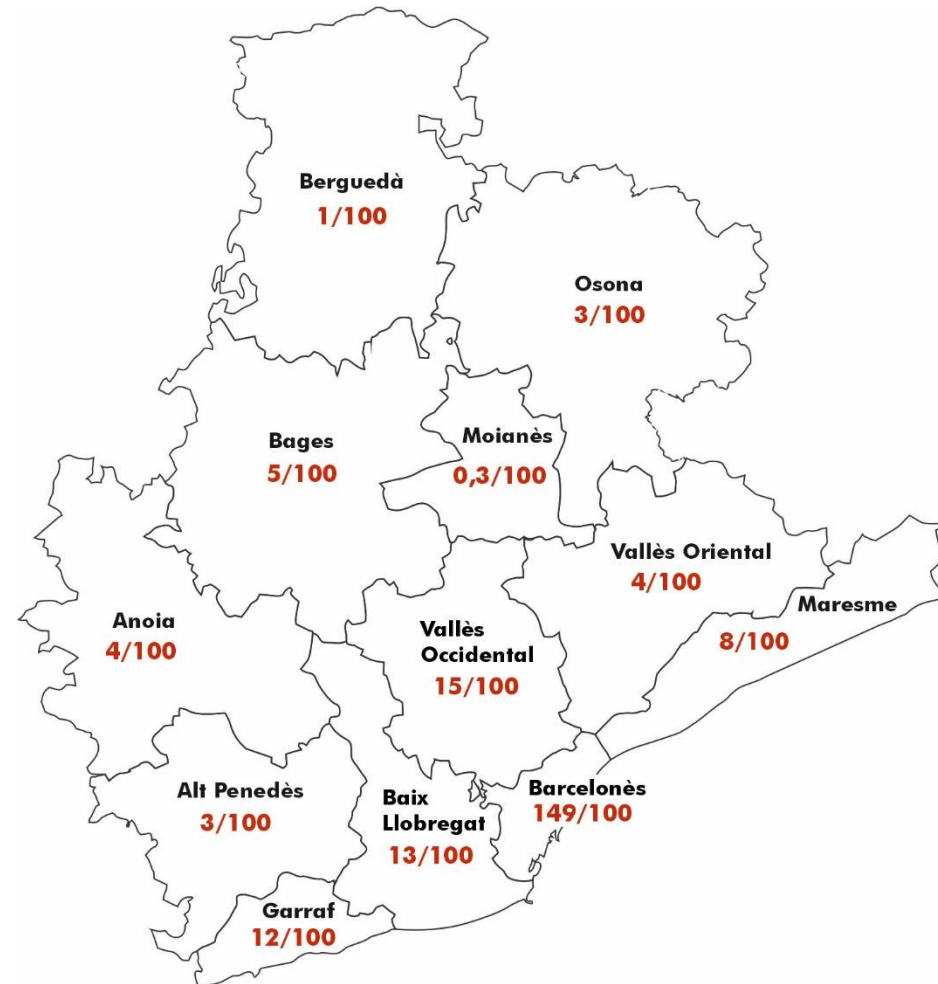 Berguedà
1/100
Osona
3/100
Bages
5/100
Moianès
0,3/100
Vallès Oriental
4/100
Maresme
8/100
Anoia
4/100
Vallès
Occidental
15/100
Alt Penedès
3/100
Baix
Llobregat
13/100
Barcelonès
149/100
Garraf
12/100